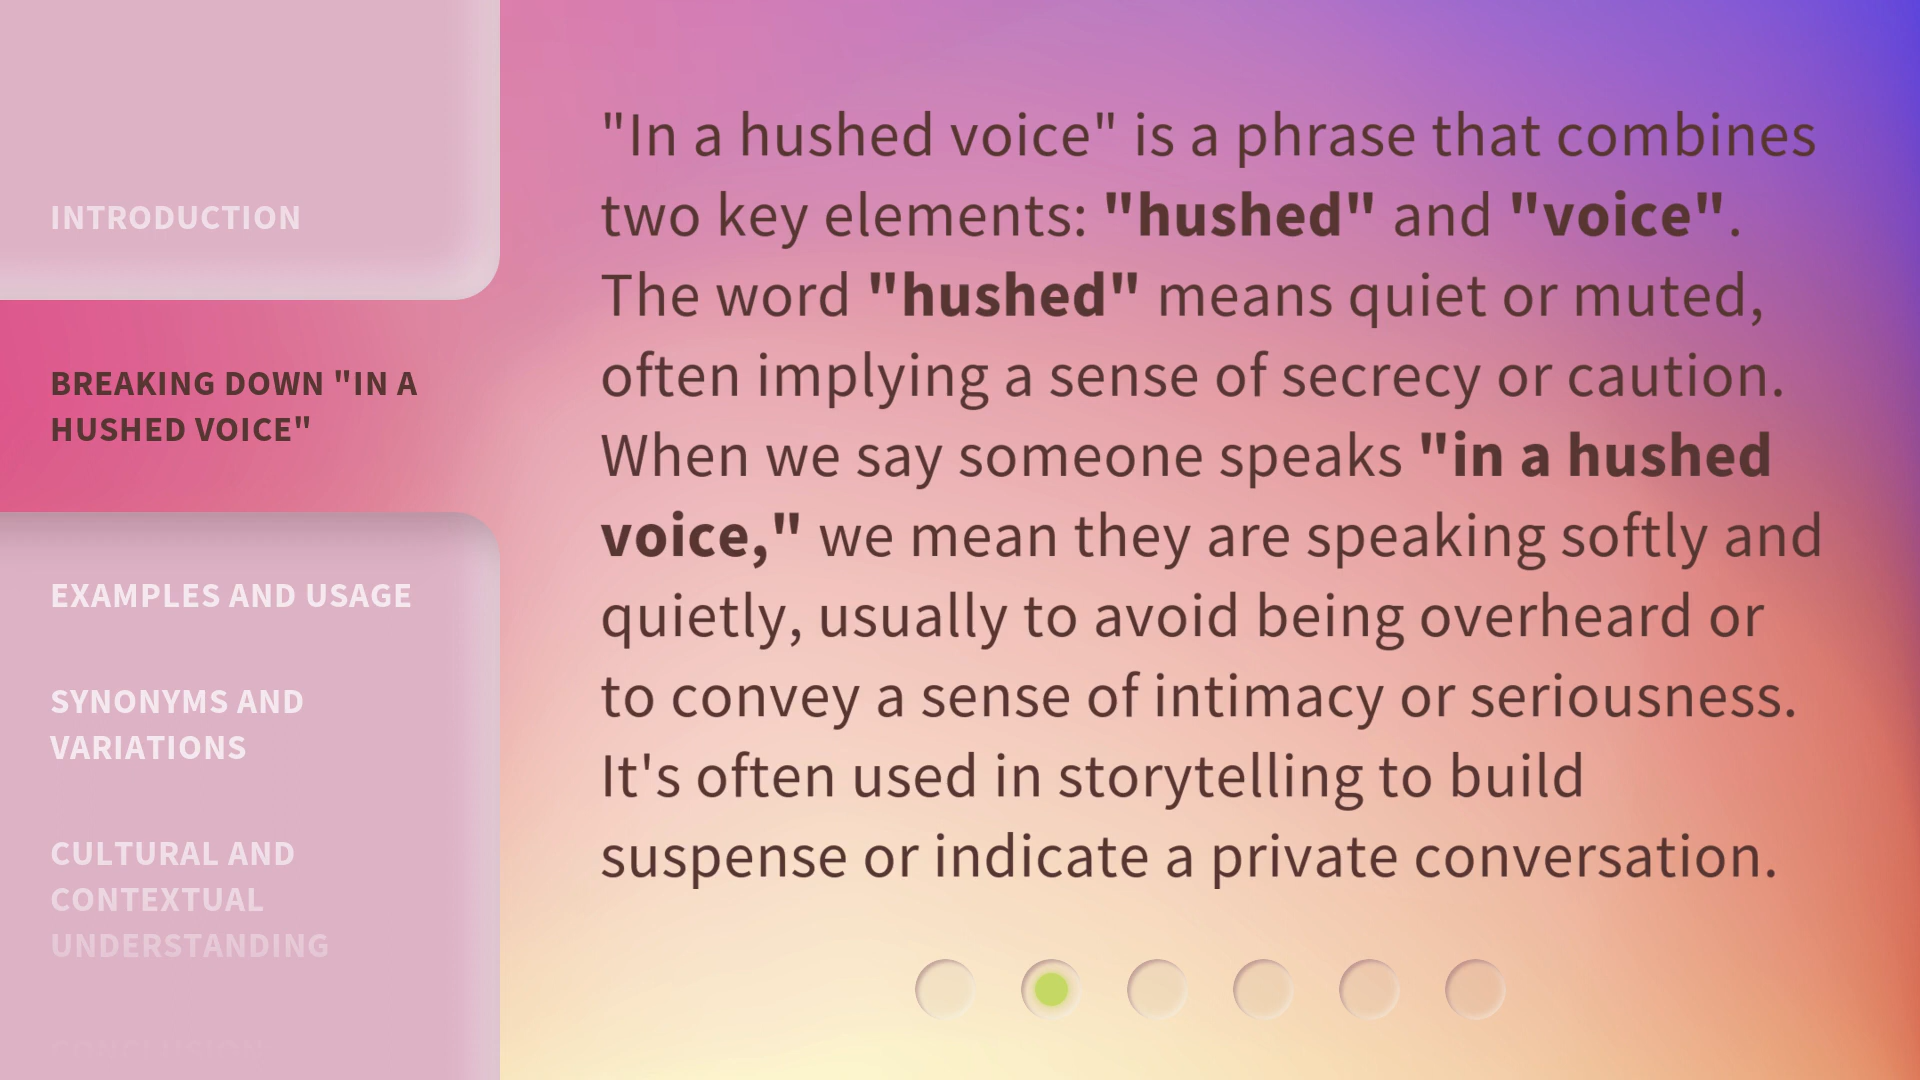 INTRODUCTION
BREAKING DOWN "IN A
HUSHED VOICE"
EXAMPLES AND USAGE
SYNONYMS AND
VARIATIONS
CULTURAL AND
CONTEXTUAL
UNDERSTANDING
CONCLUSION
"In a hushed voice" is a phrase that combines
two key elements: "hushed" and "voice".
The word "hushed" means quiet or muted,
often implying a sense of secrecy or caution.
When we say someone speaks "in a hushed
voice," we mean they are speaking softly and
quietly, usually to avoid being overheard or
to convey a sense of intimacy or seriousness.
It's often used in storytelling to build
suspense or indicate a private conversation.